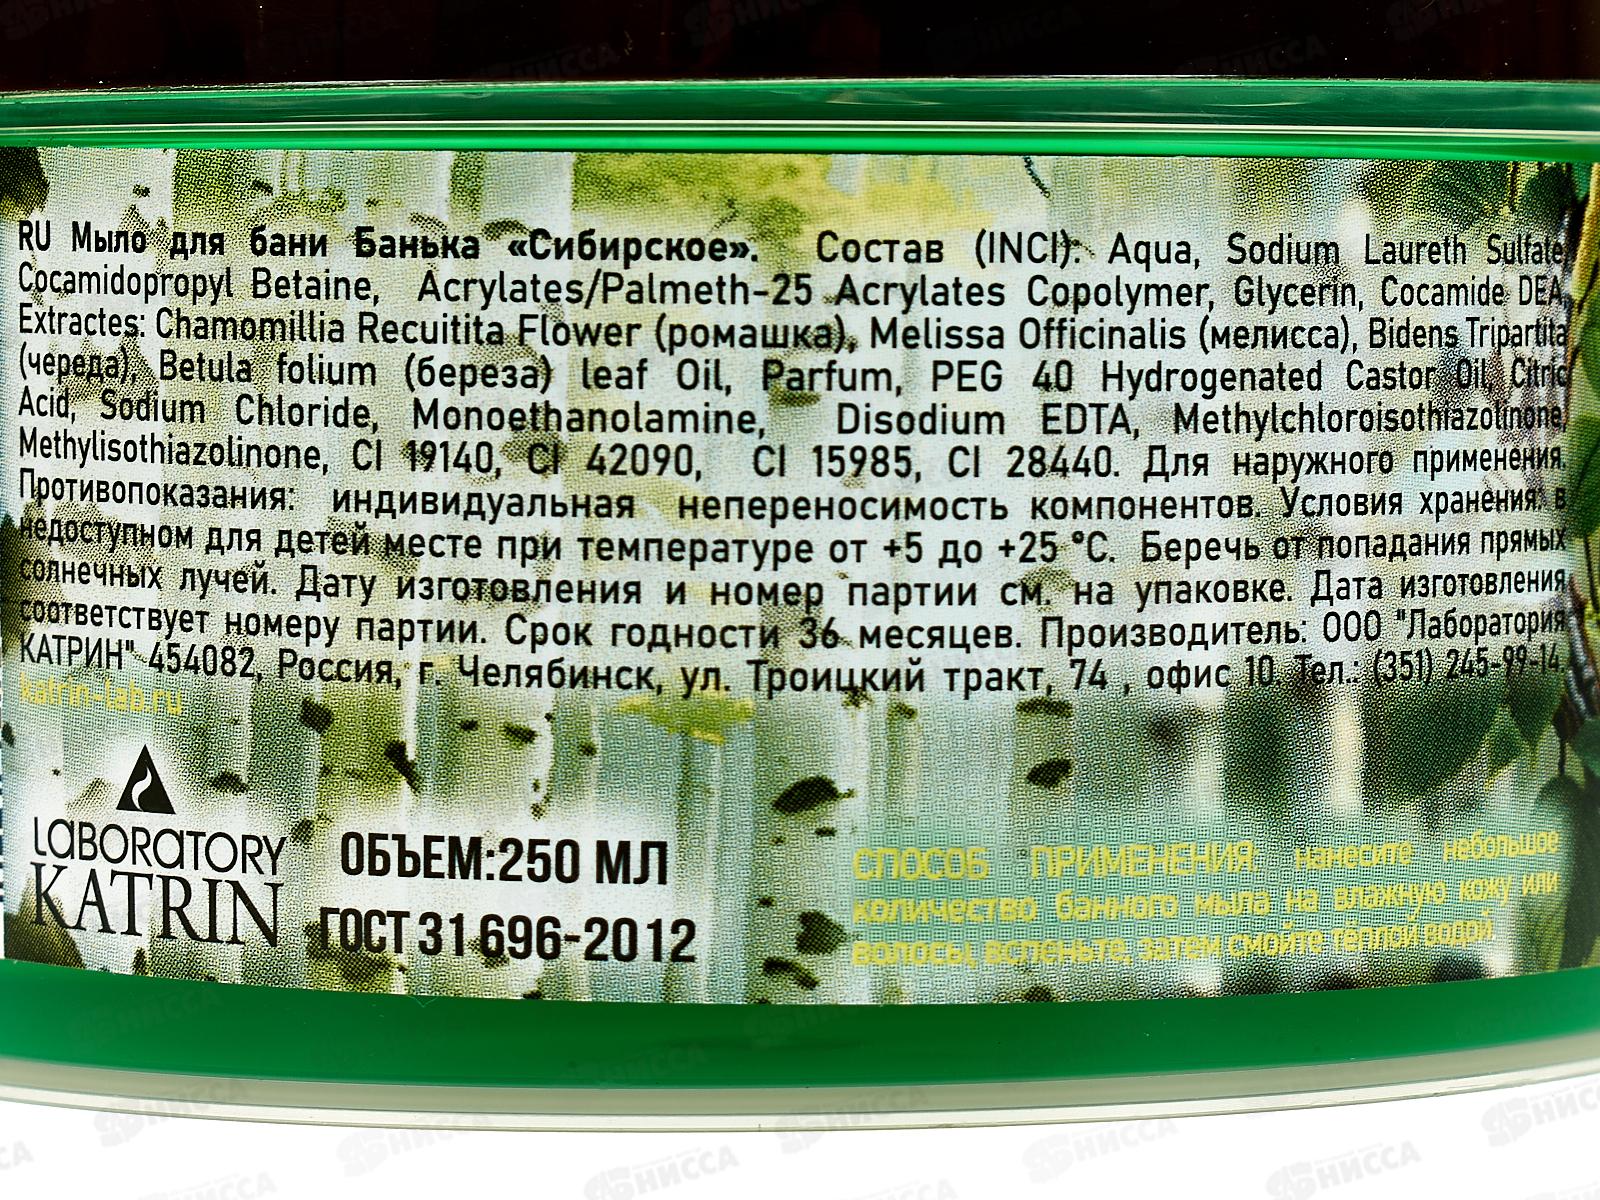 RU Мыло для бани Банька «Сибирское». Состав (INCI): Aqua, Sodium Laureth Sulfate,
Cocamidopropyl Betaine, Acrylates/Palmeth-25 Acrylates Copolymer, Glycerin, Cocamide DEA,
Extractes: Chamomillia Recuitita Flower (ромашка), Melissa Officinalis (мелисса), Bidens Tripartita
(череда), Betula folium (береза) leaf Oil, Parfum, PEG 40 Hydrogenated Castor Oil, Citric
Acid, Sodium Chloride, Monoethanolamine, Disodium EDTA, Methylchloroisothiazolinone,
Methylisothiazolinone, CI 19140, CI 42090, CI 15985, CI 28440. Для наружного применения.
Противопоказания: индивидуальная непереносимость компонентов. Условия хранения: в
недоступном для детей месте при температуре от +5 до +25 °С. Беречь от попадания прямых
солнечных лучей. Дату изготовления и номер партии см. на упаковке. Дата изготовления
соответствует номеру партии. Срок годности 36 месяцев. Производитель: ООО "Лаборатория
КАТРИН" 454082, Россия, г. Челябинск, ул. Троицкий тракт, 74 , офис 10. Тел.: (351) 245-99-14.
katrin-lab.ru
LABORATORY
KATRIN
ОБЪЕМ:250 МЛ
ГОСТ 31696-2012
СПОСОБ ПРИМЕНЕНИЯ нанесите небольшое
количество банного мыла на влажную кожу или
волосы, вспеньте, затем смойте тёплой водой.
НИССА